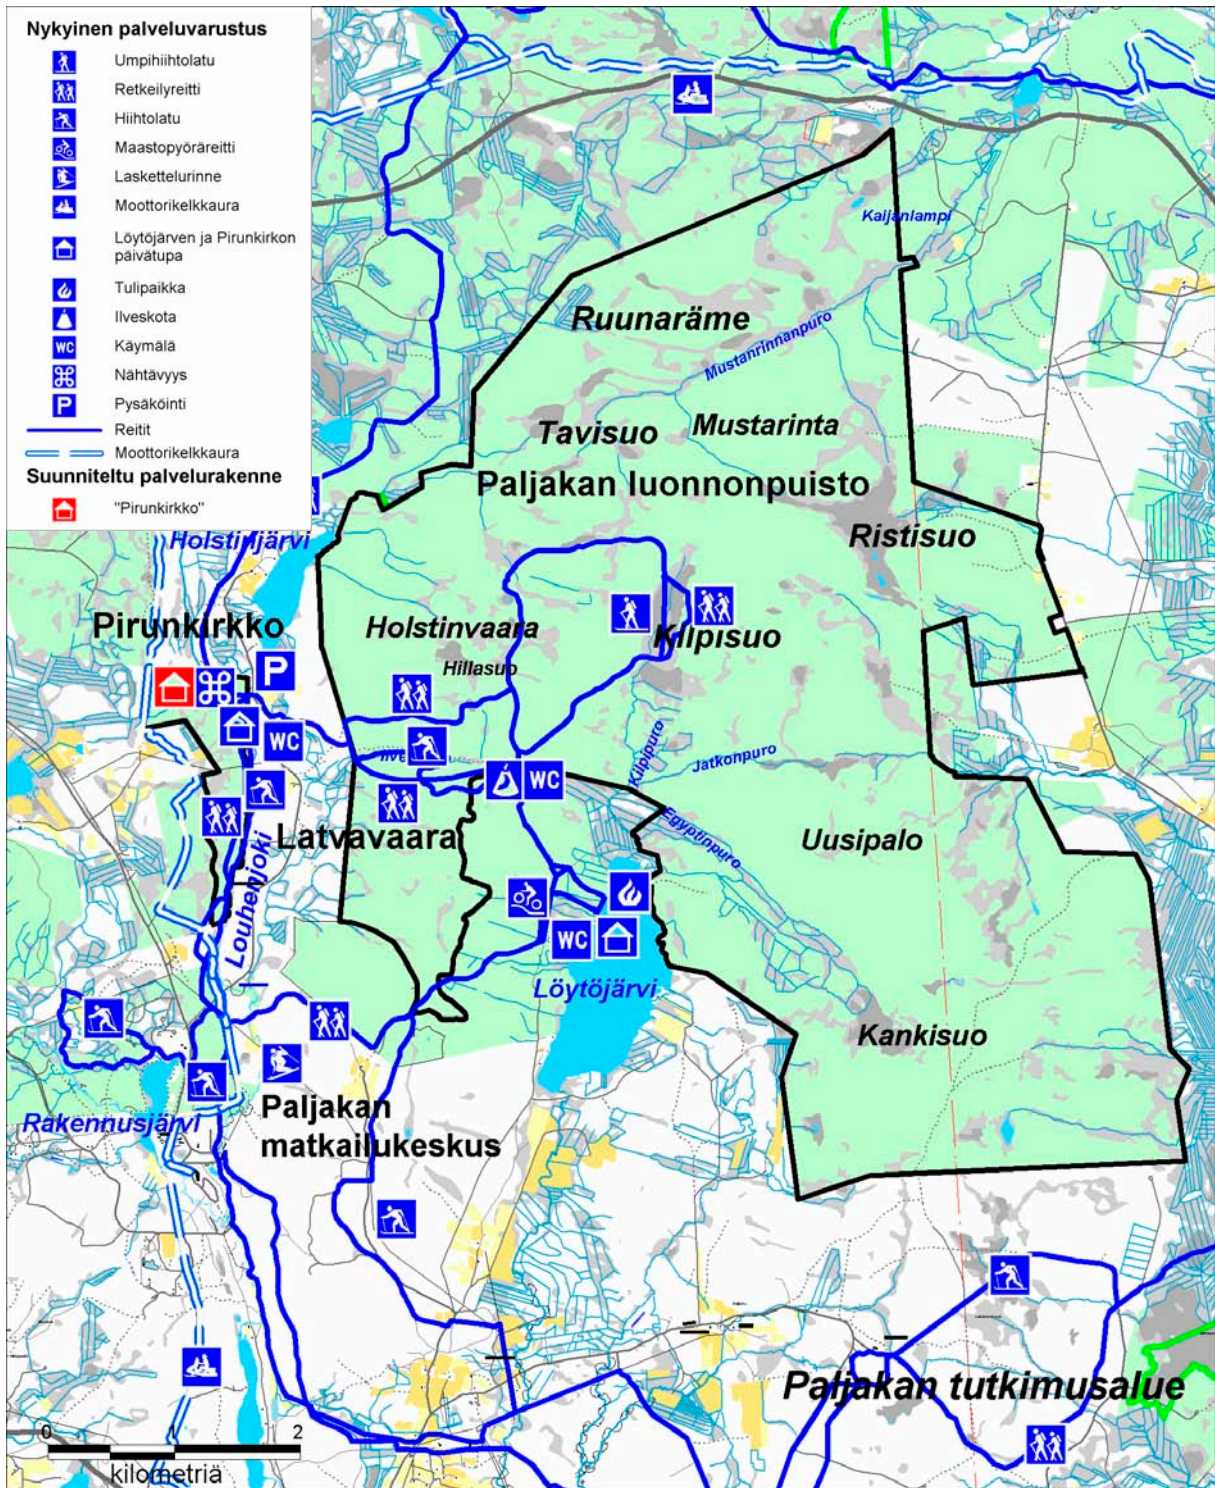 Nykyinen palveluvarustus
Umpihiihtolatu
Retkeilyreitti
Hiihtolatu
Maastopyöräreitti
Laskettelurinne
Moottorikelkkaura
Löytöjärven ja Pirunkirkon
päivätupa
Tulipaikka
Ilveskota
WC Käymälä
Nähtävyys
P Pysäköinti
Reitit
Moottorikelkkaura
Suunniteltu palvelurakenne
"Pirunkirkko"
Kaijanlampi
Ruunaräme
Mustanrinnanpuro
Tavisuo
Mustarinta
Paljakan luonnonpuisto
Ristisuo
Holstinjärvi
Pirunkirkko
Holstinvaara
Kilpisuo
Hillasuo
P
WC
Kilpipuro
Jatkonpuro
WC
Egyptinpuro
Latvavaara
Uusipalo
Louhenjoki
WC
Löytöjärvi
Kankisuo
Rakennusjärvi
Paljakan
matkailukeskus
Paljakan tutkimusalue
0 1 2
kilometriä